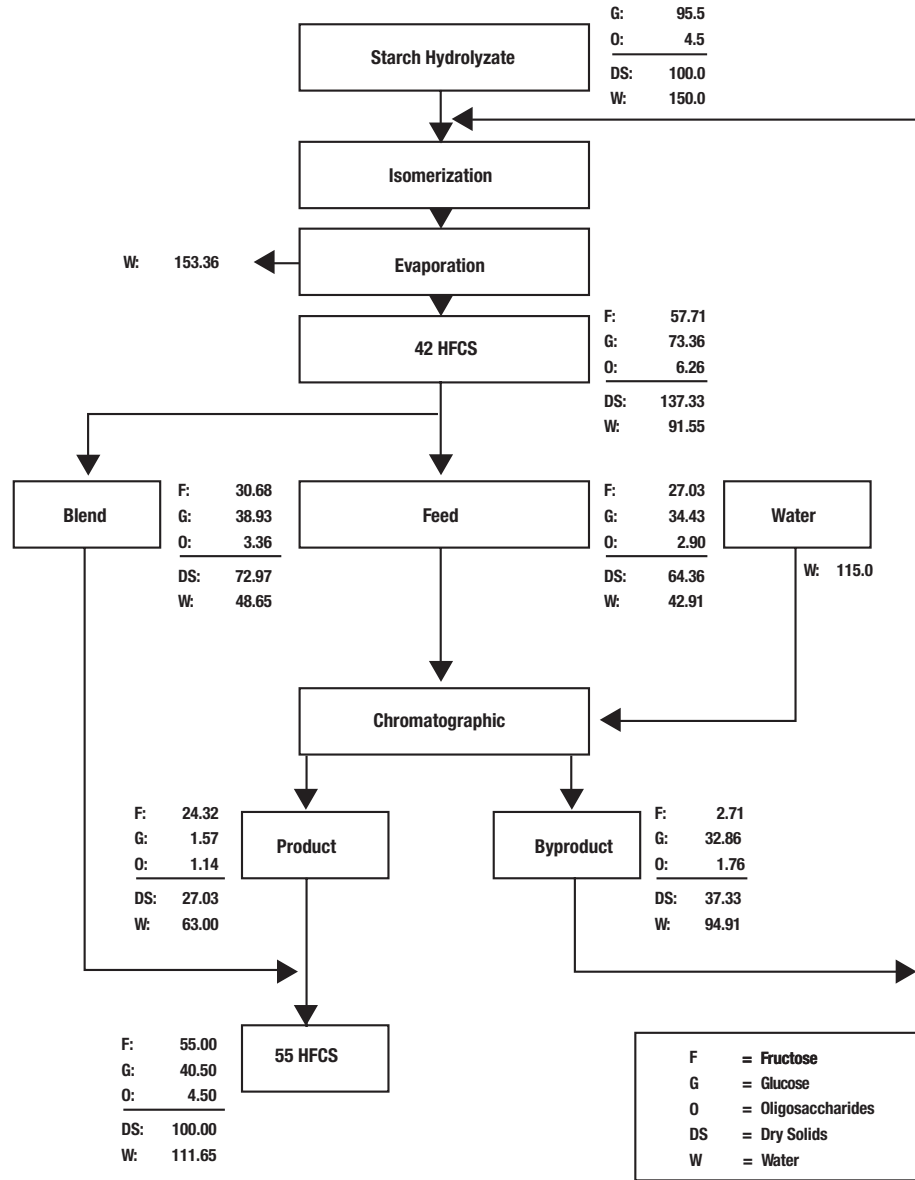 G: 95.5
O: 4.5
DS: 100.0
W: 150.0
Starch Hydrolyzate
Isomerization
W: 153.36
Evaporation
42 HFCS
F: 57.71
G: 73.36
O: 6.26
DS: 137.33
W: 91.55
Blend
F: 30.68
G: 38.93
O: 3.36
DS: 72.97
W: 48.65
Feed
F: 27.03
G: 34.43
O: 2.90
DS: 64.36
W: 42.91
Water
W: 115.0
Chromatographic
F: 24.32
G: 1.57
O: 1.14
DS: 27.03
W: 63.00
Product
Byproduct
F: 2.71
G: 32.86
O: 1.76
DS: 37.33
W: 94.91
F: 55.00
G: 40.50
O: 4.50
DS: 100.00
W: 111.65
55 HFCS
F = Fructose
G = Glucose
O = Oligosaccharides
DS = Dry Solids
W = Water